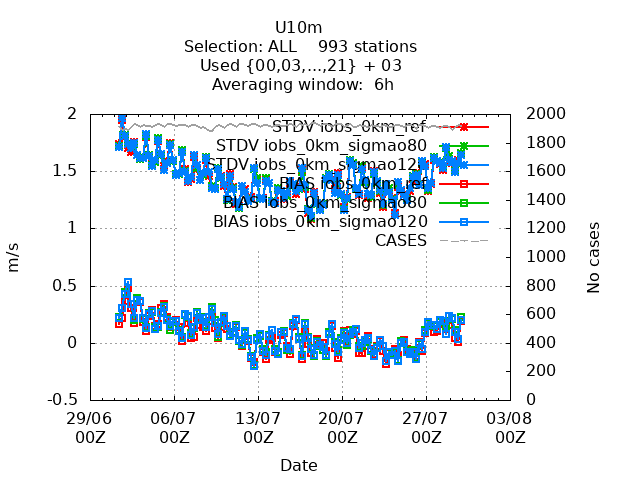 U10m
Selection: ALL    993 stations
Used {00,03,...,21} + 03
Averaging window:  6h
STDV iobs_0km_ref
STDV iobs_0km_sigmao80
STDV iobs_0km_sigmao120
BIAS iobs_0km_ref
BIAS iobs_0km_sigmao80
BIAS iobs_0km_sigmao120
CASES
m/s
2
1.5
1
0.5
0
-0.5
No cases
2000
1800
1600
1400
1200
1000
800
600
400
200
0
29/06 06/07 13/07 20/07 27/07 03/08
00Z 00Z 00Z 00Z 00Z 00Z
Date